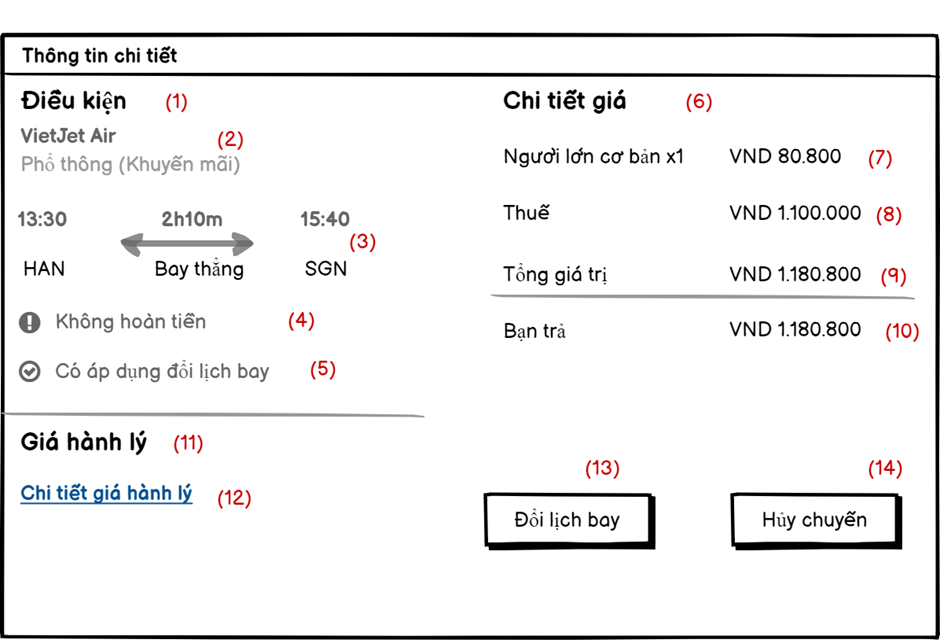 Thông tin chi tiết
Điều kiện (1)
VietJet Air (2)
Phổ thông (Khuyến mãi)
13:30 2h10m 15:40
(3)
HAN Bay thẳng SGN
Không hoàn tiền (4)
Có áp dụng đổi lịch bay (5)
Giá hành lý (11)
Chi tiết giá hành lý (12)
Chi tiết giá (6)
Người lớn cơ bản x1 VND 80.800 (7)
Thuế VND 1.100.000 (8)
Tổng giá trị VND 1.180.800 (9)
Bạn trả VND 1.180.800 (10)
(13) (14)
Đổi lịch bay Hủy chuyến